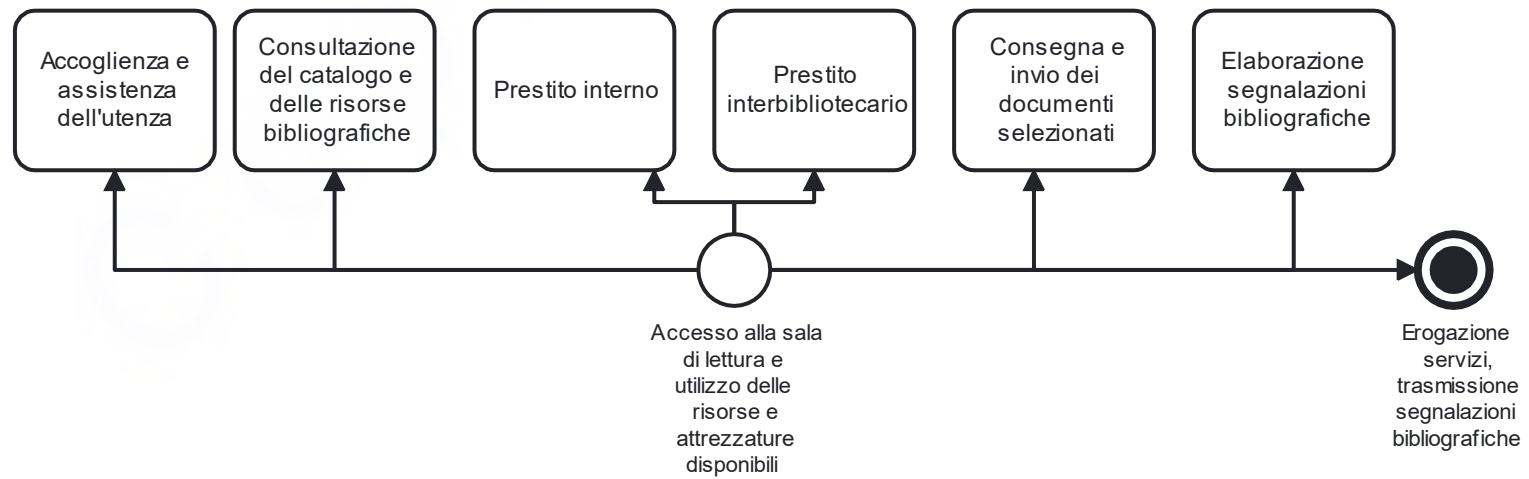 Accoglienza e
assistenza
dell'utenza
Consultazione
del catalogo e
delle risorse
bibliografiche
Prestito interno
Prestito
interbibliotecario
Consegna e
invio dei
documenti
selezionati
Elaborazione
segnalazioni
bibliografiche
Accesso alla sala
di lettura e
utilizzo delle
risorse e
attrezzature
disponibili
Erogazione
servizi,
trasmissione
segnalazioni
bibliografiche